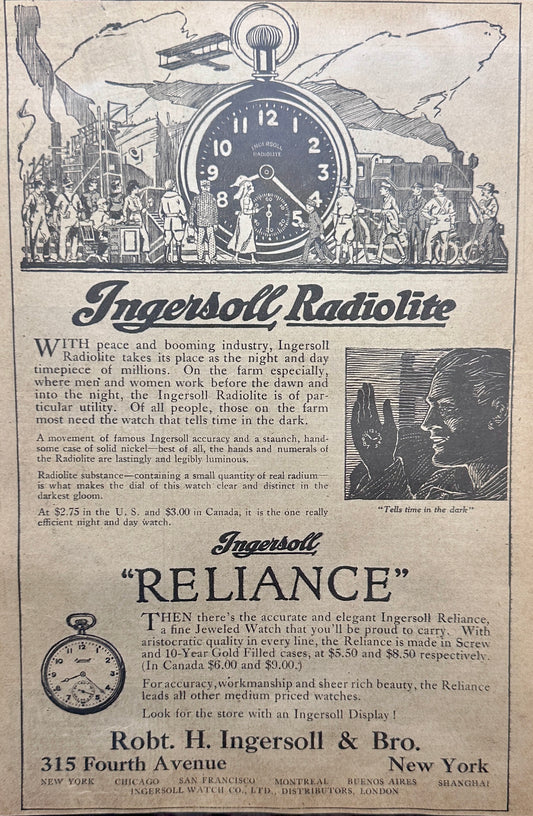 11 12 1
10 2
9 3
8 4
7 5
INGERSOLL
RADIOLITE
Ingersoll Radiolite
WITH peace and booming industry, Ingersoll
Radiolite takes its place as the night and day
timepiece of millions. On the farm especially,
where men and women work before the dawn and
into the night, the Ingersoll Radiolite is of par-
ticular utility. Of all people, those on the farm
most need the watch that tells time in the dark.
A movement of famous Ingersoll accuracy and a staunch, hand-
some case of solid nickel—best of all, the hands and numerals of
the Radiolite are lastingly and legibly luminous.
Radiolite substance—containing a small quantity of real radium—
is what makes the dial of this watch clear and distinct in the
darkest gloom.
At $2.75 in the U. S. and $3.00 in Canada, it is the one really
efficient night and day watch.
"Tells time in the dark"
Ingersoll
"RELIANCE"
THEN there's the accurate and elegant Ingersoll Reliance,
a fine Jeweled Watch that you'll be proud to carry. With
aristocratic quality in every line, the Reliance is made in Screw
and 10-Year Gold Filled cases, at $5.50 and $8.50 respectively.
(In Canada $6.00 and $9.00.)
For accuracy, workmanship and sheer rich beauty, the Reliance
leads all other medium priced watches.
Look for the store with an Ingersoll Display!
Robt. H. Ingersoll & Bro.
315 Fourth Avenue New York
NEW YORK CHICAGO SAN FRANCISCO MONTREAL BUENOS AIRES SHANGHAI
INGERSOLL WATCH CO., LTD., DISTRIBUTORS, LONDON